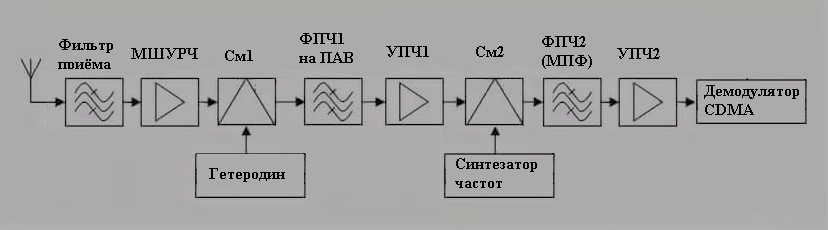 Фильтр
приёма
МШУРЧ
См1
ФПЧ1
на ПАВ
УПЧ1
См2
ФПЧ2
(МПФ)
УПЧ2
Демодулятор
CDMA
Гетеродин
Синтезатор
частот